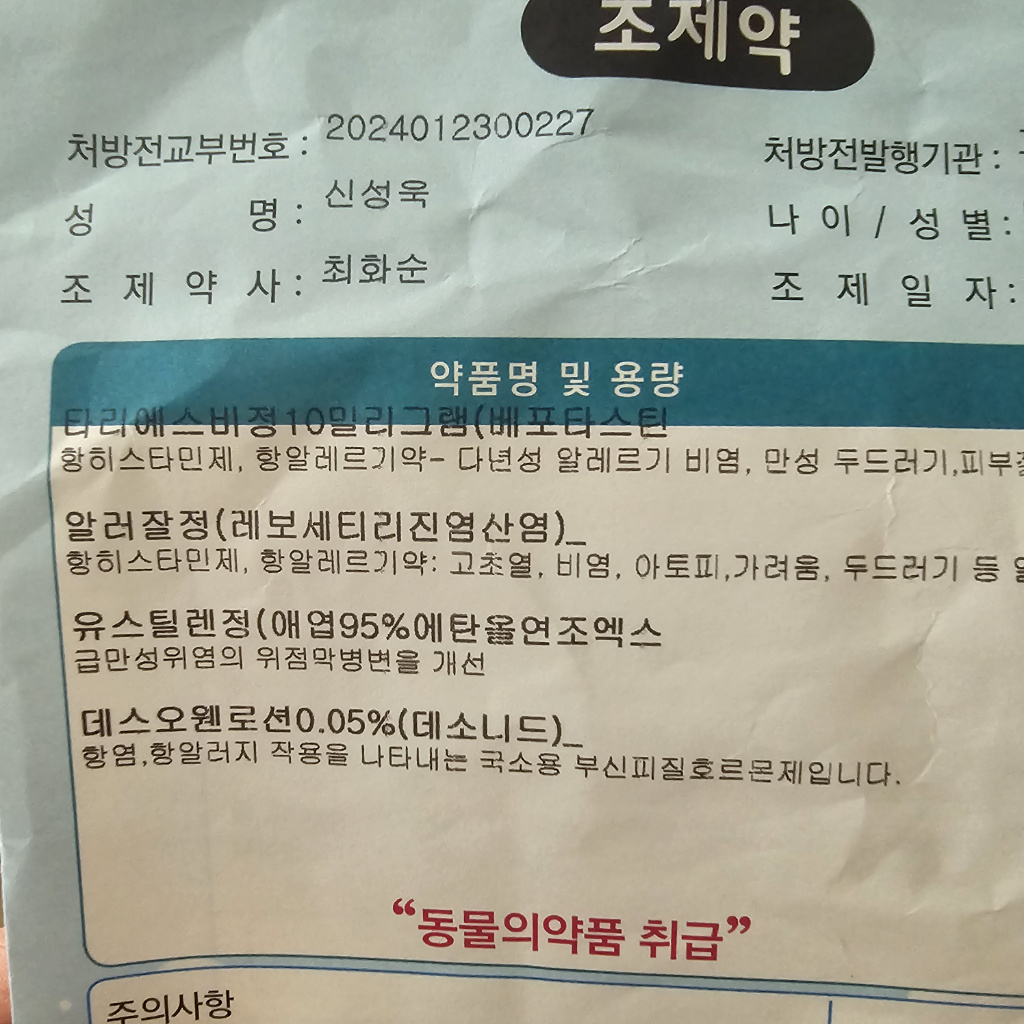 조제약
처방전교부번호 : 2024012300227
처방전발행기관 :
성 명 : 신성욱
나 이 / 성 별 :
조 제 약 사 : 최화순
조 제 일 자 :
약품명 및 용량
타리에스비정10밀리그램(베포타스틴
항히스타민제, 항알레르기약- 다년성 알레르기 비염, 만성 두드러기,피부
알러잘정(레보세티리진염산염)_
항히스타민제, 항알레르기약: 고초열, 비염, 아토피,가려움, 두드러기 등
유스틸렌정(애엽95%에탄올연조엑스
급만성위염의 위점막병변을 개선
데스오웬로션0.05%(데소니드)_
항염,항알러지 작용을 나타내는 국소용 부신피질호르몬제입니다.
“동물의약품 취급”
주의사항